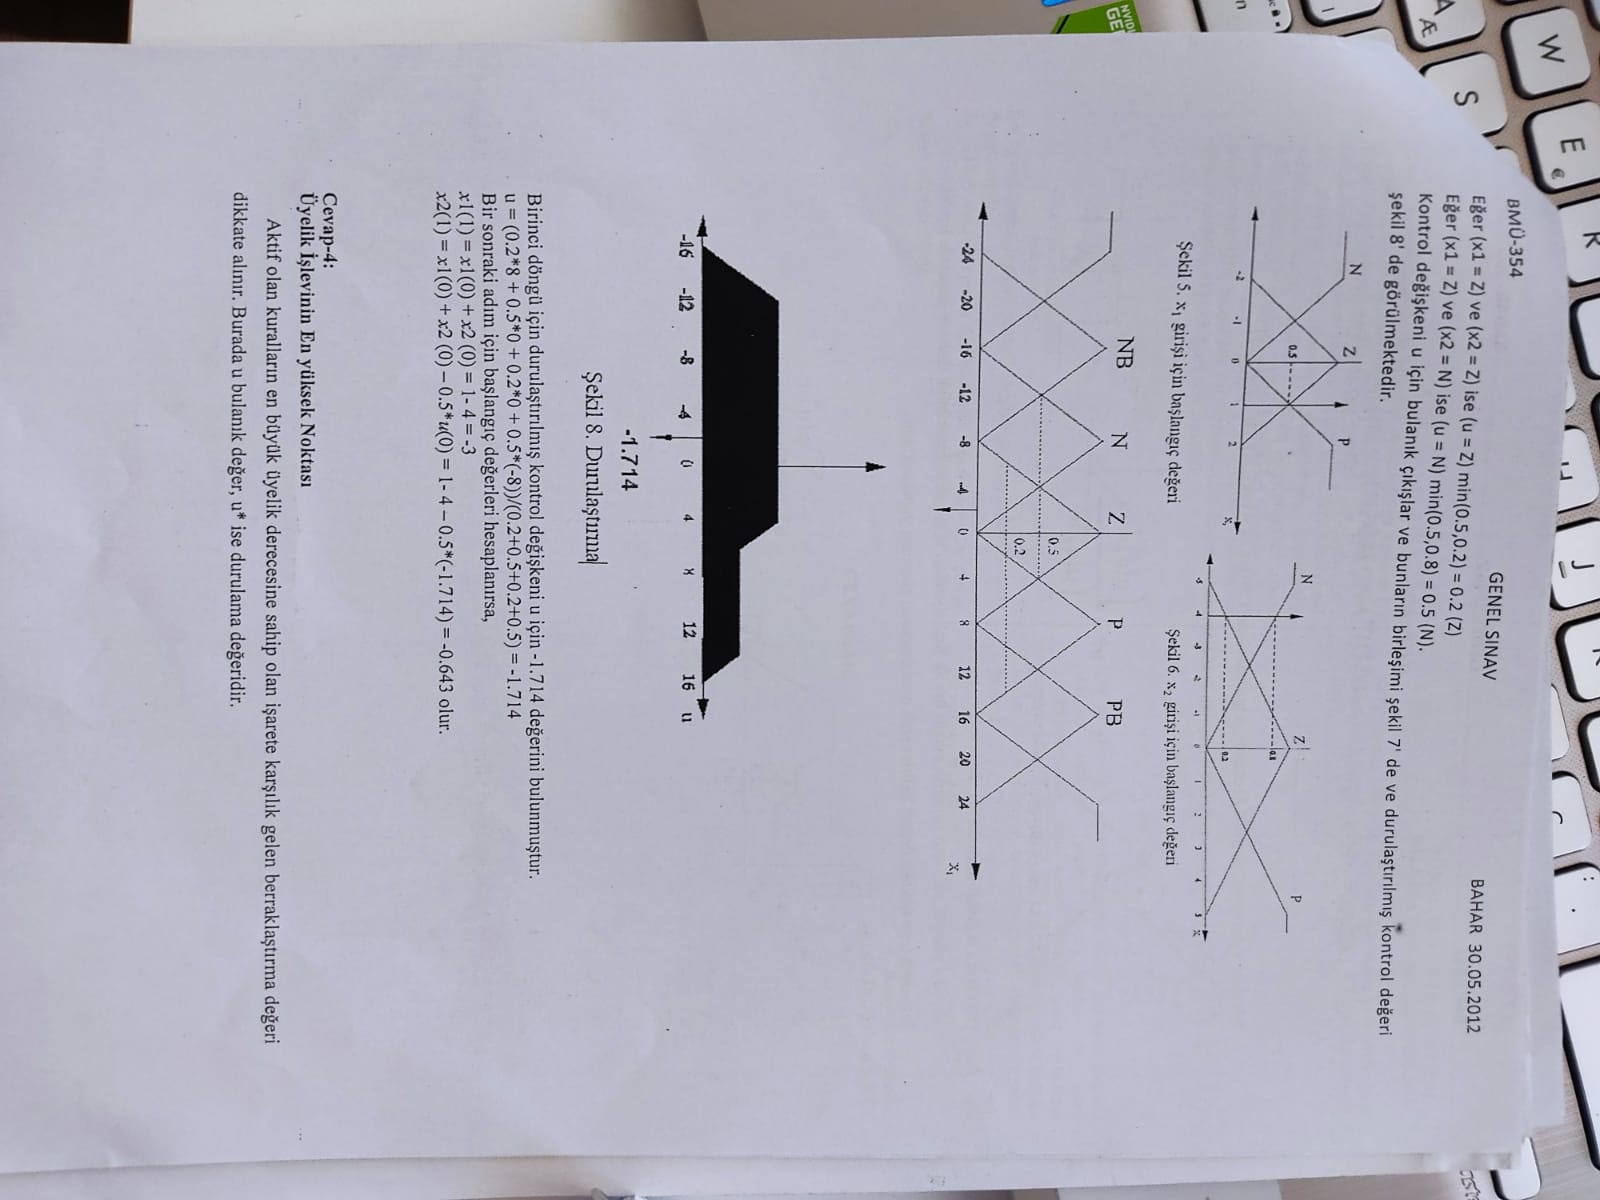 BMÜ-354
GENEL SINAV
BAHAR 30.05.2012
Eğer (x1 = Z) ve (x2 = Z) ise (u = Z) min(0.5,0.2) = 0.2 (Z)
Eğer (x1 = Z) ve (x2 = N) ise (u = N) min(0.5,0.8) = 0.5 (N).
Kontrol değişkeni u için bulanık çıkışlar ve bunların birleşimi şekil 7' de ve durulaştırılmış kontrol değeri
şekil 8' de görülmektedir.
N Z P
0.5
-2 -1 0 1 2 x₁
N Z P
0.8
0.2
-5 -4 -3 -2 -1 0 1 2 3 4 5 x
Şekil 5. x₁ girişi için başlangıç değeri
Şekil 6. x₂ girişi için başlangıç değeri
NB N Z P PB
0.5
0.2
-24 -20 -16 -12 -8 -4 0 4 8 12 16 20 24 x₁
-16 -12 -8 -4 0 4 8 12 16 u
-1.714
Şekil 8. Durulaştırma
Birinci döngü için durulaştırılmış kontrol değişkeni u için -1.714 değerini bulunmuştur.
u = (0.2*8 + 0.5*0 + 0.2*0 + 0.5*(-8))/(0.2+0.5+0.2+0.5) = -1.714
Bir sonraki adım için başlangıç değerleri hesaplanırsa,
x1(1) = x1(0) + x2 (0) = 1- 4 = -3
x2(1) = x1(0) + x2 (0) – 0.5*u(0) = 1- 4 – 0.5*(-1.714) = -0.643 olur.
Cevap-4:
Üyelik İşlevinin En yüksek Noktası
Aktif olan kuralların en büyük üyelik derecesine sahip olan işarete karşılık gelen berraklaştırma değeri
dikkate alınır. Burada u bulanık değer, u* ise durulama değeridir.
NVIDI
GE
W
E
€
A
Æ
S